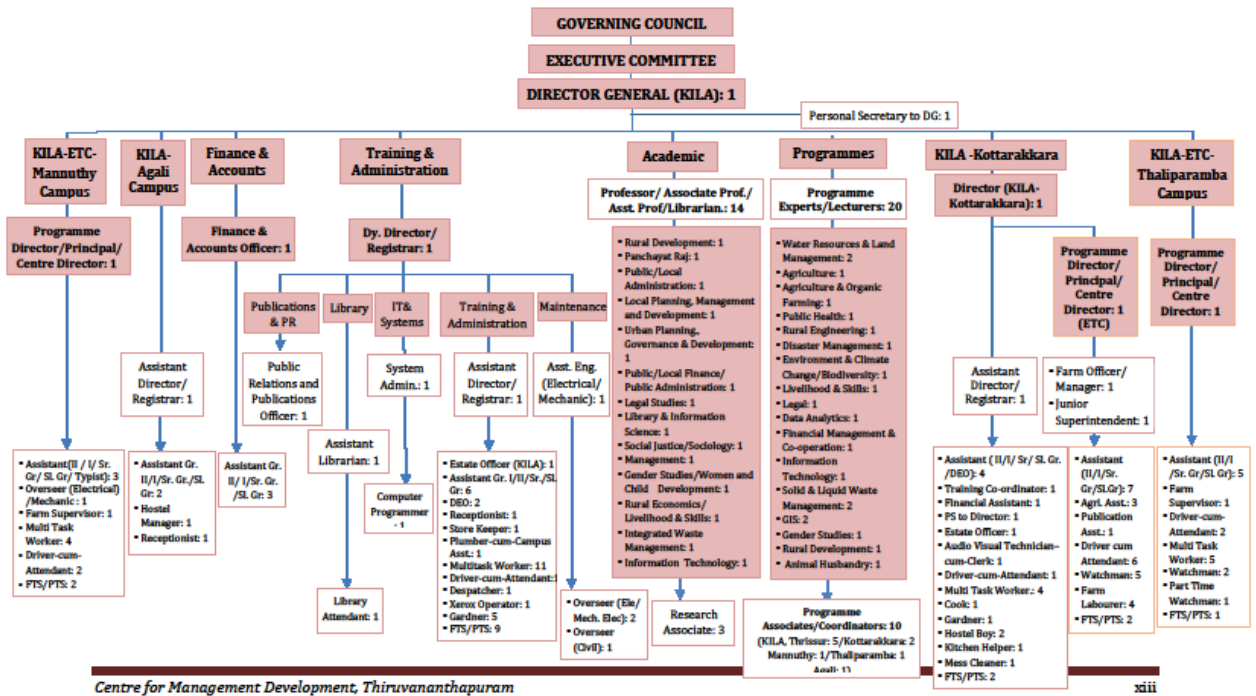 GOVERNING COUNCIL
EXECUTIVE COMMITTEE
DIRECTOR GENERAL (KILA): 1
Personal Secretary to DG: 1
KILA-ETC-
Mannuthy
Campus
Programme
Director/Principal/
Centre Director: 1
▪ Assistant(II / I/ Sr.
Gr/ Sl. Gr/ Typist): 3
▪ Overseer (Electrical)
/Mechanic : 1
▪ Farm Supervisor: 1
▪ Multi Task
Worker: 4
▪ Driver-cum-
Attendant: 2
▪ FTS/PTS: 2
KILA-
Agali
Campus
Assistant
Director/
Registrar: 1
▪ Assistant Gr.
II/I/Sr. Gr./Sl.
Gr: 2
▪ Hostel
Manager: 1
▪ Receptionist: 1
Finance &
Accounts
Finance &
Accounts Officer: 1
Assistant Gr.
II/ I/Sr. Gr.
/Sl. Gr: 3
Training &
Administration
Dy. Director/
Registrar: 1
Publications
& PR
Public
Relations and
Publications
Officer: 1
Library
Assistant
Librarian: 1
Library
Attendant: 1
IT&
Systems
System
Admin.: 1
Computer
Programmer
: 1
Training &
Administration
Assistant
Director/
Registrar: 1
▪ Estate Officer (KILA): 1
▪ Assistant Gr. I/II/Sr./Sl.
Gr: 6
▪ DEO: 2
▪ Receptionist: 1
▪ Store Keeper: 1
▪ Plumber-cum-Campus
Asst.: 1
▪ Multitask Worker: 11
▪ Driver-cum-Attendant:1
▪ Despatcher: 1
▪ Xerox Operator: 1
▪ Gardner: 5
▪ FTS/PTS: 9
Maintenance
Asst. Eng.
(Electrical/
Mechanic): 1
▪ Overseer (Ele/
Mech. Elec): 2
▪ Overseer
(Civil): 1
Academic
Professor/ Associate Prof./
Asst. Prof/Librarian.: 14
▪ Rural Development: 1
▪ Panchayat Raj: 1
▪ Public/Local
Administration: 1
▪ Local Planning, Management
and Development: 1
▪ Urban Planning,,
Governance & Development:
1
▪ Public/Local Finance/
Public Administration: 1
▪ Legal Studies: 1
▪ Library & Information
Science: 1
▪ Social Justice/Sociology: 1
▪ Management: 1
▪ Gender Studies/Women and
Child Development: 1
▪ Rural Economics/
Livelihood & Skills: 1
▪ Integrated Waste
Management: 1
▪ Information Technology: 1
Research
Associate: 3
Programmes
Programme
Experts/Lecturers: 20
▪ Water Resources & Land
Management: 2
▪ Agriculture: 1
▪ Agriculture & Organic
Farming: 1
▪ Public Health: 1
▪ Rural Engineering: 1
▪ Disaster Management: 1
▪ Environment & Climate
Change/Biodiversity: 1
▪ Livelihood & Skills: 1
▪ Legal: 1
▪ Data Analytics: 1
▪ Financial Management &
Co-operation: 1
▪ Information
Technology: 1
▪ Solid & Liquid Waste
Management: 2
▪ GIS: 2
▪ Gender Studies: 1
▪ Rural Development: 1
▪ Animal Husbandry: 1
Programme
Associates/Coordinators: 10
(KILA, Thrissur: 5/Kottarakkara: 2
Mannuthy: 1/Thaliparamba: 1
Agali: 1)
KILA -Kottarakkara
Director (KILA-
Kottarakkara): 1
Assistant
Director/
Registrar: 1
▪ Assistant ( II/I/ Sr/ Sl. Gr
/DEO): 4
▪ Training Co-ordinator: 1
▪ Financial Assistant: 1
▪ PS to Director: 1
▪ Estate Officer: 1
▪ Audio Visual Technician–
cum-Clerk: 1
▪ Driver-cum-Attendant: 1
▪ Multi Task Worker.: 4
▪ Cook: 1
▪ Gardner: 1
▪ Hostel Boy: 2
▪ Kitchen Helper: 1
▪ Mess Cleaner: 1
▪ FTS/PTS: 2
Programme
Director/
Principal/
Centre
Director: 1
(ETC)
▪ Farm Officer/
Manager: 1
▪ Junior
Superintendent: 1
▪ Assistant
(II/I/Sr.
Gr/SlGr): 7
▪ Agri. Asst.: 3
▪ Publication
Asst.: 1
▪ Driver cum
Attendant: 6
▪ Watchman: 5
▪ Farm
Labourer: 4
▪ FTS/PTS: 2
KILA-ETC-
Thaliparamba
Campus
Programme
Director/
Principal/
Centre
Director: 1
▪ Assistant (II/I
/Sr. Gr/Sl Gr): 5
▪ Farm
Supervisor: 1
▪ Driver-cum-
Attendant: 2
▪ Multi Task
Worker: 5
▪ Watchman: 2
▪ Part Time
Watchman: 1
▪ FTS/PTS: 1
Centre for Management Development, Thiruvananthapuram
xiii